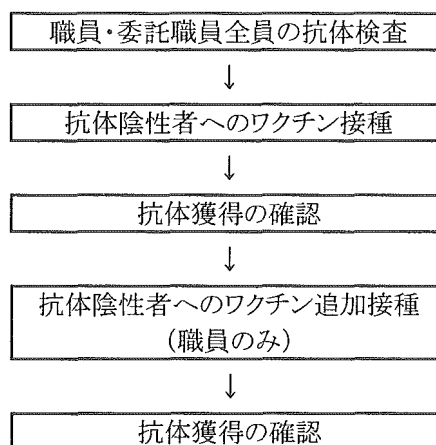 職員・委託職員全員の抗体検査
↓
抗体陰性者へのワクチン接種
↓
抗体獲得の確認
↓
抗体陰性者へのワクチン追加接種
(職員のみ)
↓
抗体獲得の確認